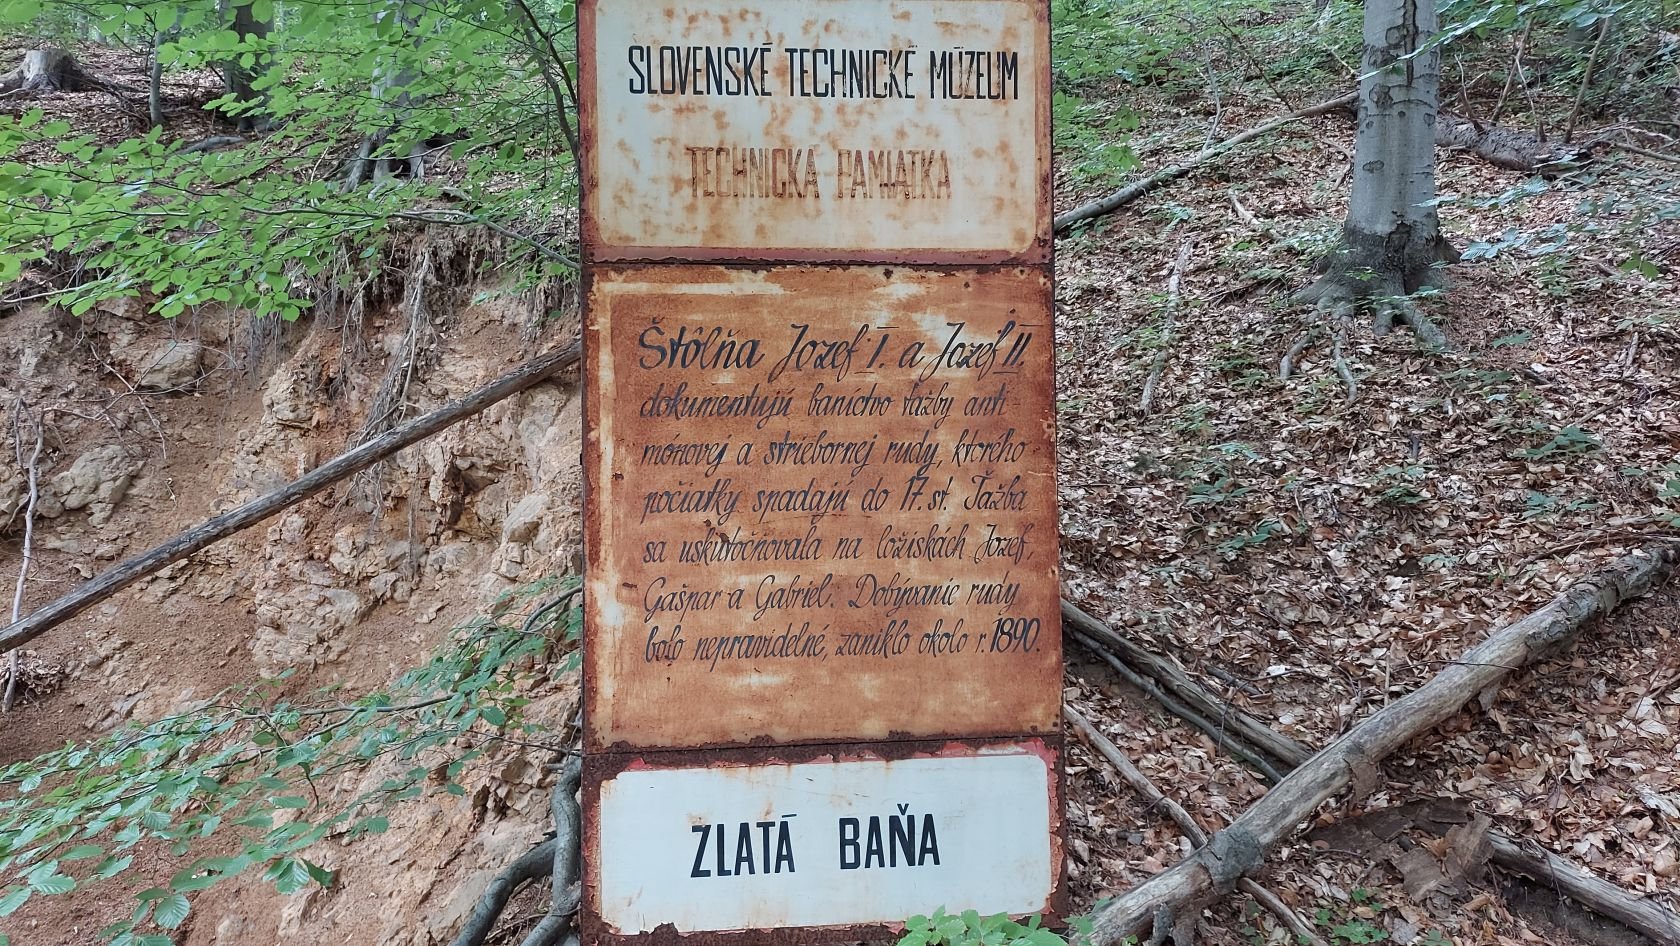 SLOVENSKÉ TECHNICKÉ MÚZEUM
TECHNICKÁ PAMIATKA
Štôlňa Jozef I. a Jozef II.
dokumentujú baníctvo ťažby anti-
mónovej a striebornej rudy, ktorého
počiatky spadajú do 17. st. Ťažba
sa uskutočňovala na ložiskách Jozef,
Gašpar a Gabriel. Dobývanie rudy
bolo nepravidelné, zaniklo okolo r. 1890.
ZLATÁ BAŇA